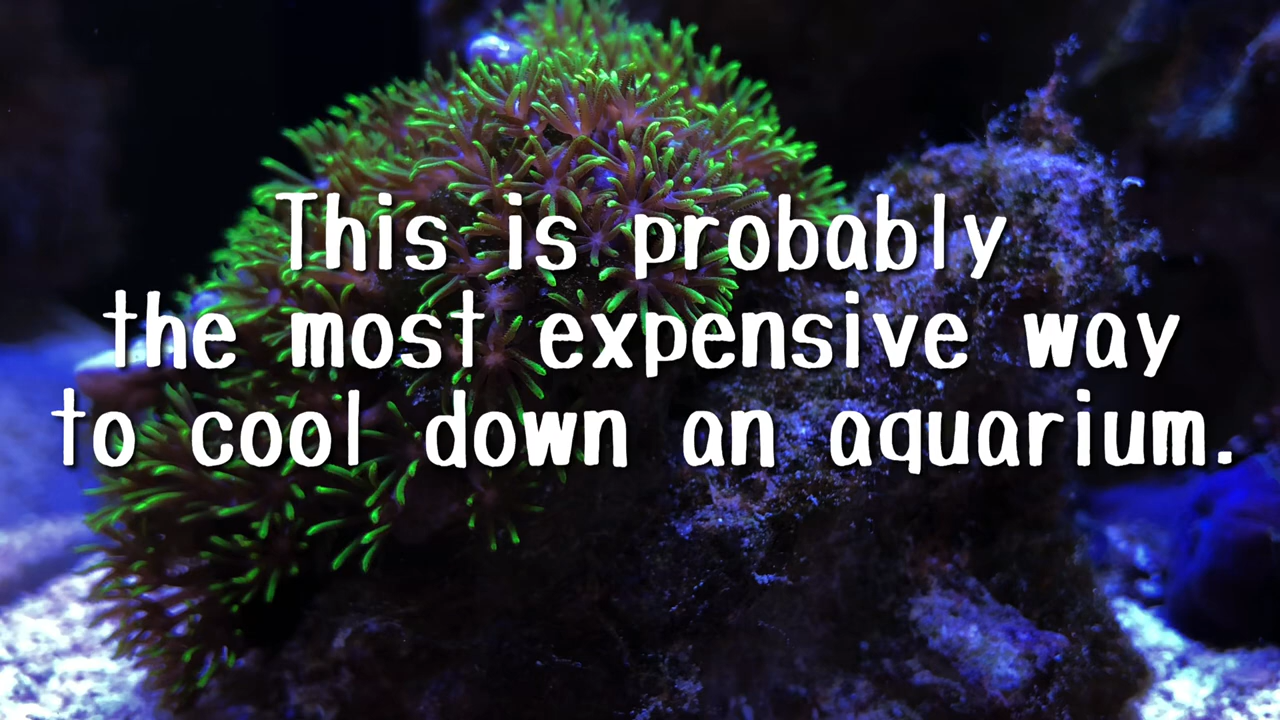 This is probably
the most expensive way
to cool down an aquarium.